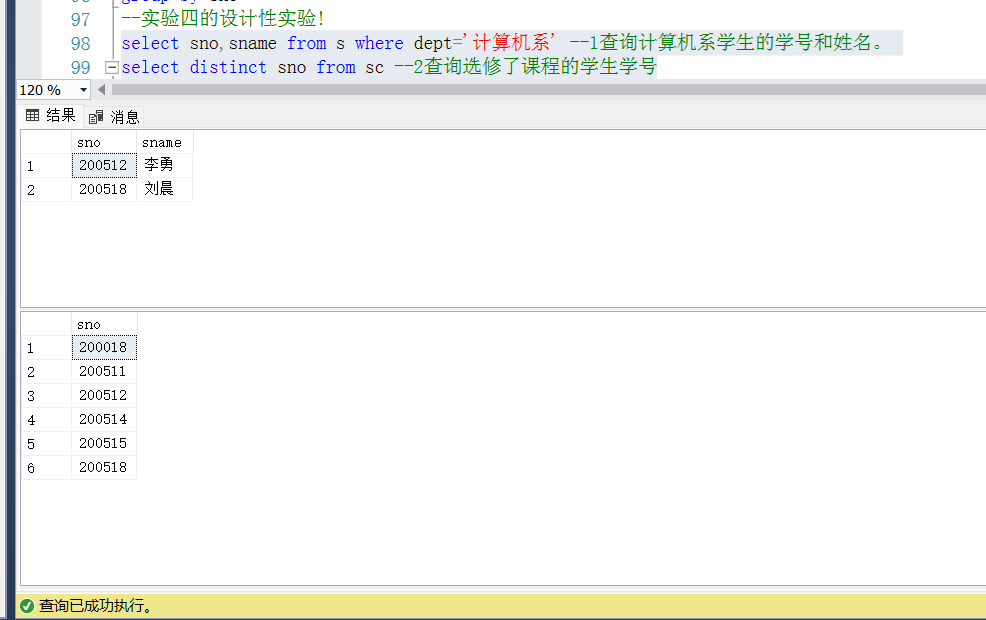 97
--实验四的设计性实验!
98 select sno,sname from s where dept='计算机系' --1查询计算机系学生的学号和姓名。
99 select distinct sno from sc --2查询选修了课程的学生学号
120 %
结果 消息
sno sname
1 200512 李勇
2 200518 刘晨
sno
1 200018
2 200511
3 200512
4 200514
5 200515
6 200518
查询已成功执行。